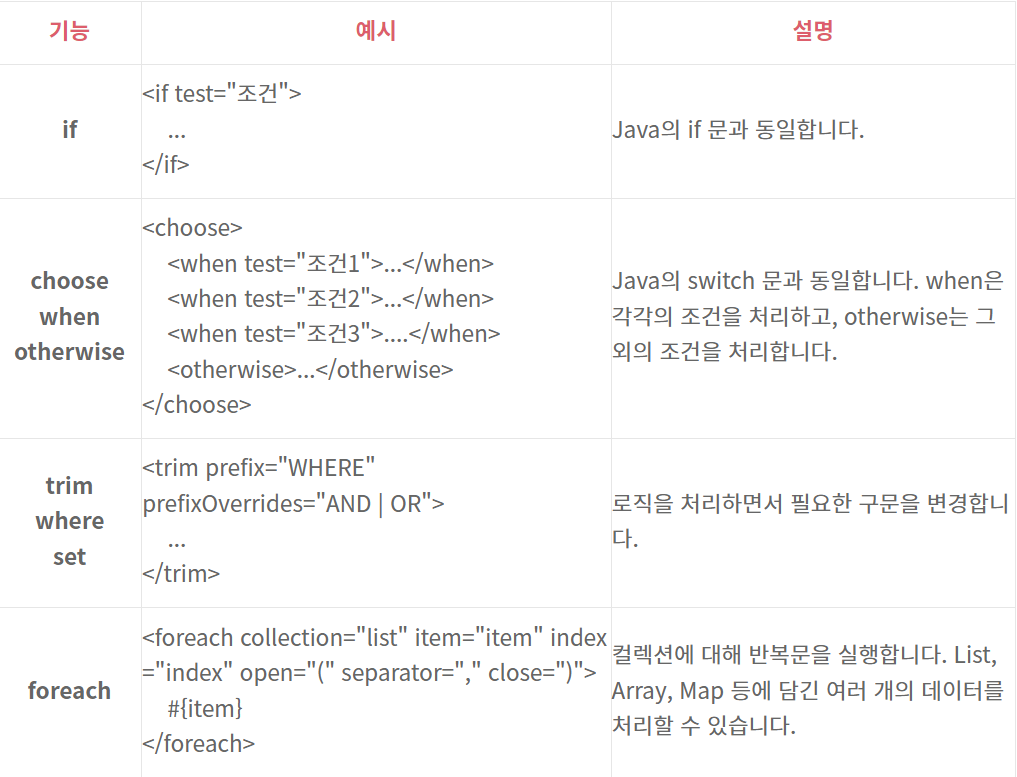 기능
예시
설명
if
<if test="조건">
...
</if>
Java의 if 문과 동일합니다.
choose
when
otherwise
<choose>
<when test="조건1">...</when>
<when test="조건2">...</when>
<when test="조건3">....</when>
<otherwise>...</otherwise>
</choose>
Java의 switch 문과 동일합니다. when은
각각의 조건을 처리하고, otherwise는 그
외의 조건을 처리합니다.
trim
where
set
<trim prefix="WHERE"
prefixOverrides="AND | OR">
...
</trim>
로직을 처리하면서 필요한 구문을 변경합니
다.
foreach
<foreach collection="list" item="item" index
="index" open="(" separator="," close=")">
#{item}
</foreach>
컬렉션에 대해 반복문을 실행합니다. List,
Array, Map 등에 담긴 여러 개의 데이터를
처리할 수 있습니다.